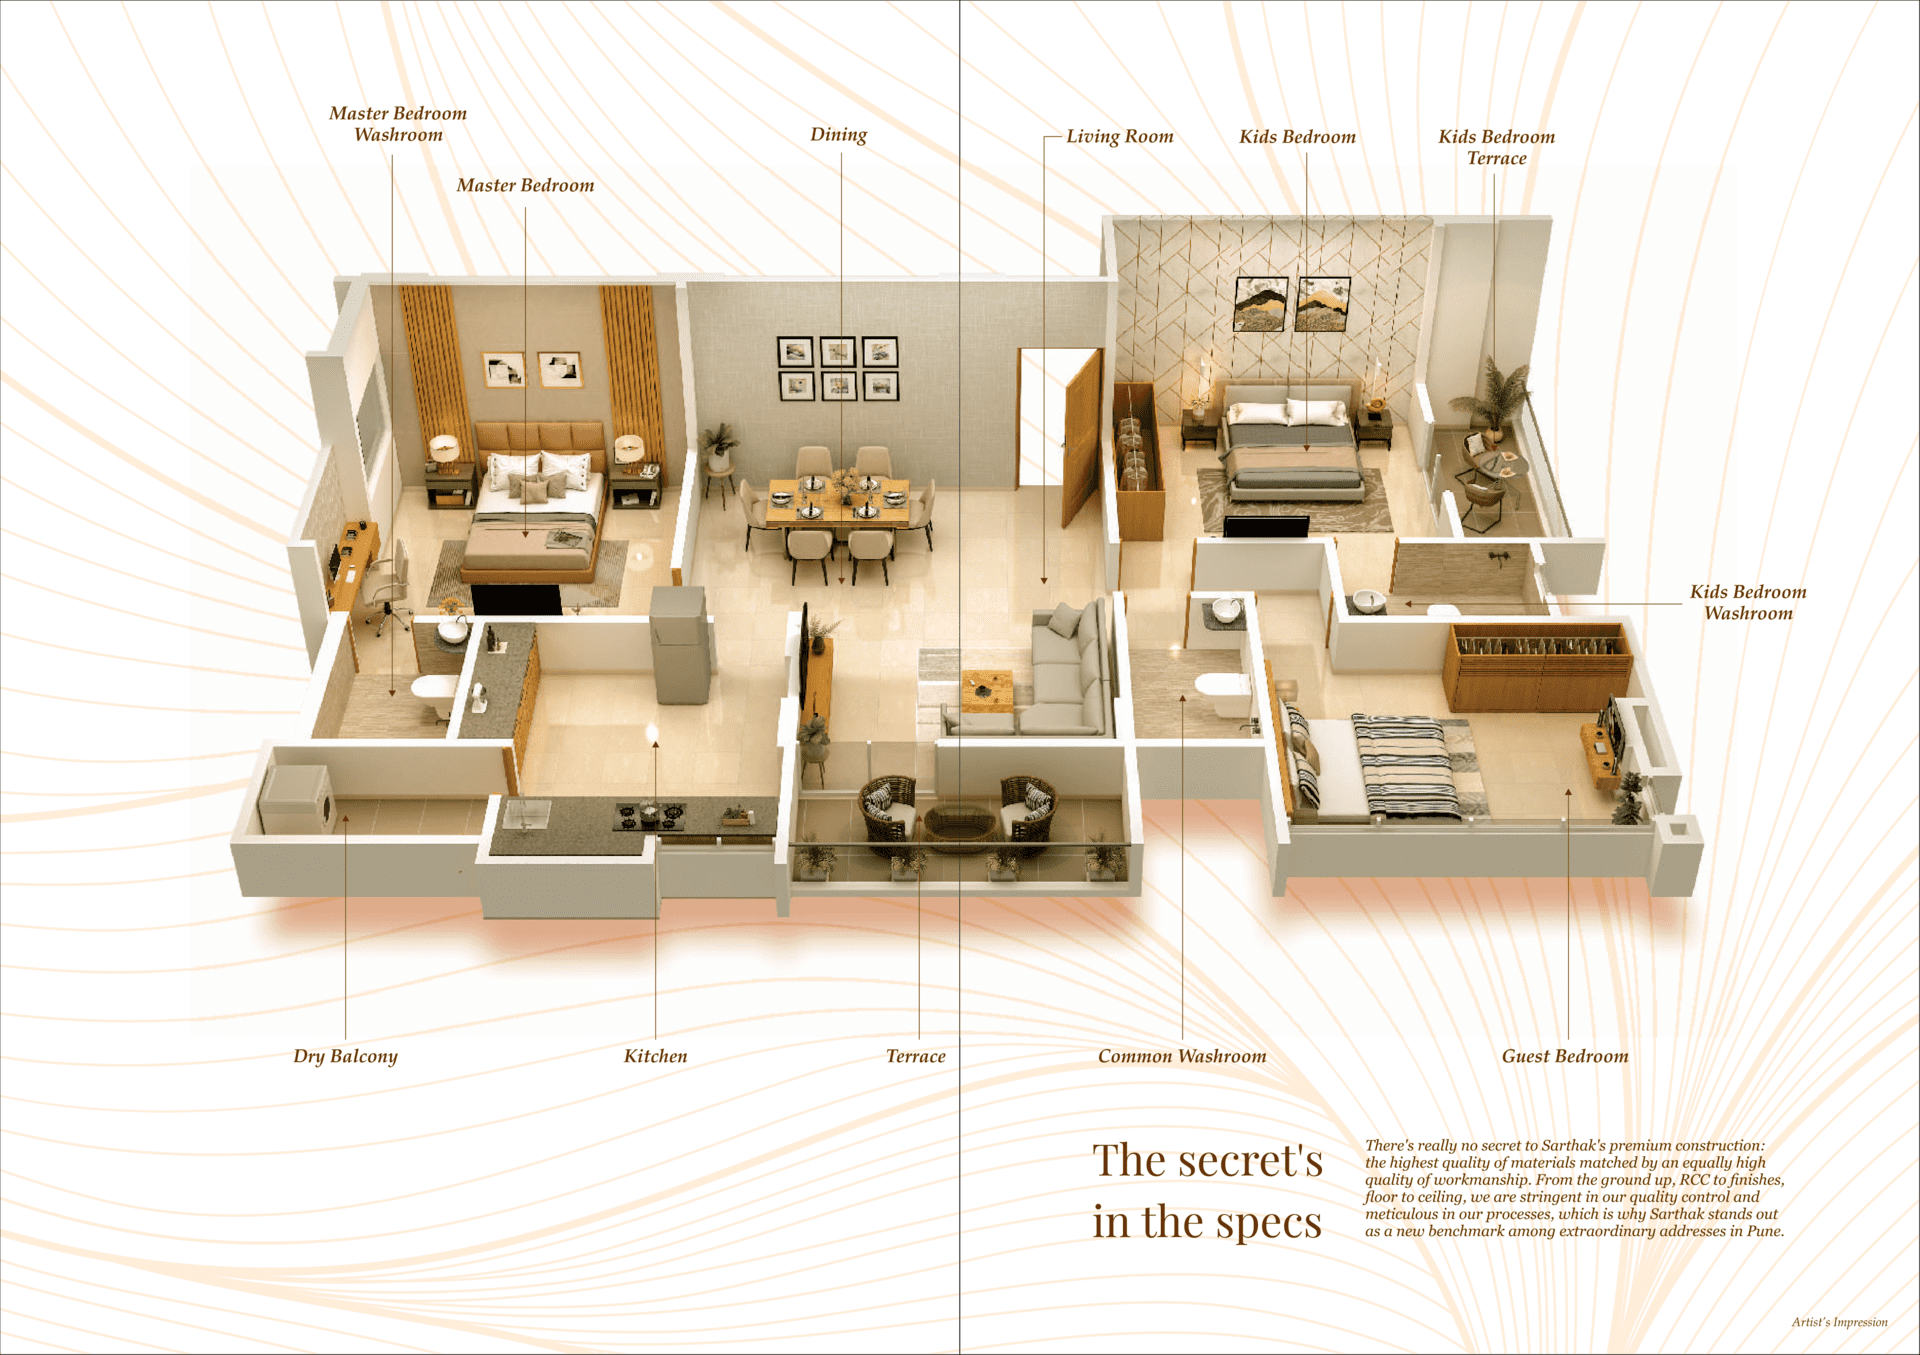 Master Bedroom
Washroom
Master Bedroom
Dining
Living Room
Kids Bedroom
Kids Bedroom
Terrace
Kids Bedroom
Washroom
Dry Balcony
Kitchen
Terrace
Common Washroom
Guest Bedroom
The secret's
in the specs
There's really no secret to Sarthak's premium construction:
the highest quality of materials matched by an equally high
quality of workmanship. From the ground up, RCC to finishes,
floor to ceiling, we are stringent in our quality control and
meticulous in our processes, which is why Sarthak stands out
as a new benchmark among extraordinary addresses in Pune.
Artist's Impression